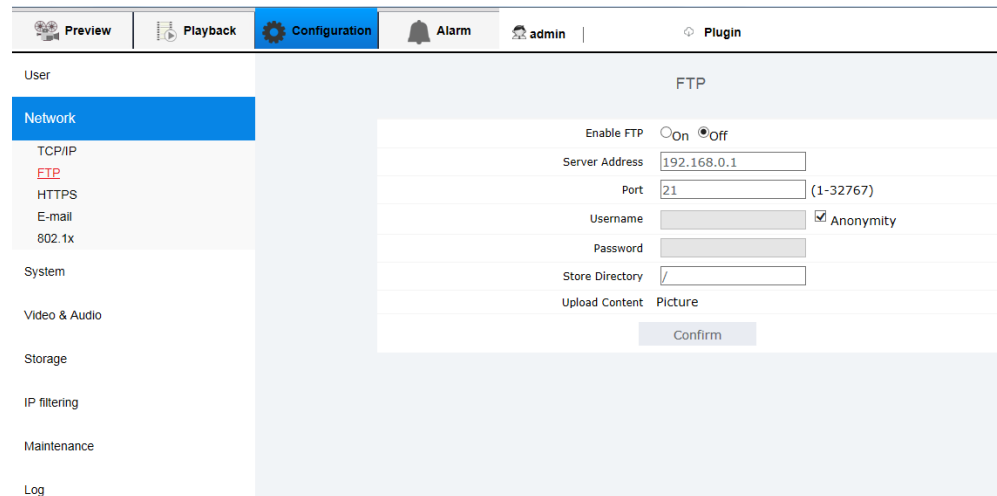 Preview Playback Configuration Alarm admin | Plugin
User
Network
TCP/IP
FTP
HTTPS
E-mail
802.1x
System
Video & Audio
Storage
IP filtering
Maintenance
Log
FTP
Enable FTP On Off
Server Address 192.168.0.1
Port 21 (1-32767)
Username Anonymity
Password
Store Directory /
Upload Content Picture
Confirm